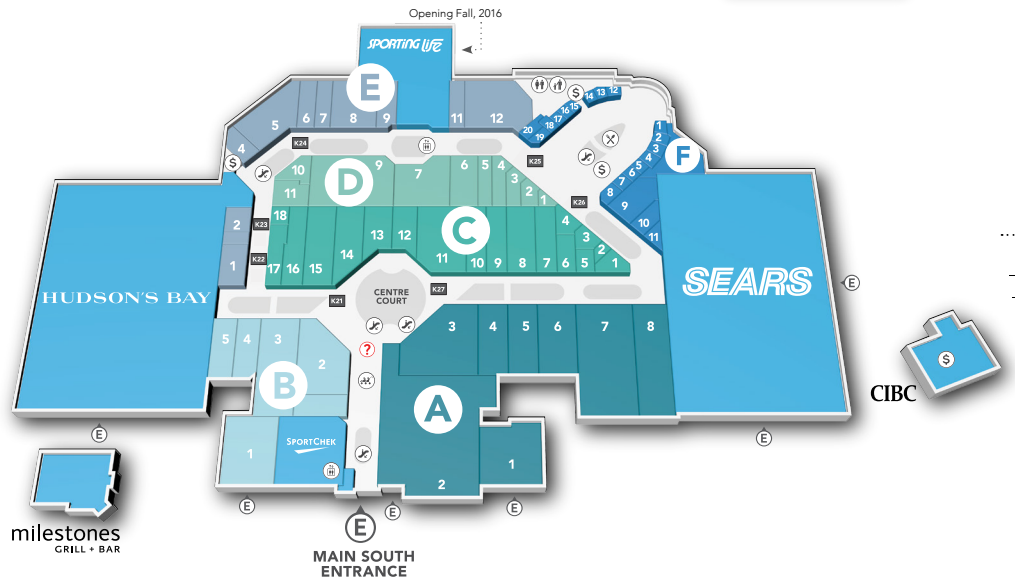 Opening Fall, 2016
SPORTING LIFE
E
5
6
7
8
9
11
12
4
$
K24
K25
20
19
18
17
16
15
14
13
12
$
$
1
2
3
4
5
6
7
8
9
10
11
F
K26
10
11
D
9
7
6
5
4
3
2
1
18
17
16
15
14
13
12
C
11
10
9
8
7
6
5
4
3
2
1
2
1
K23
K22
K21
K27
HUDSON'S BAY
CENTRE
COURT
SEARS
E
?
5
4
3
2
B
1
SPORTCHEK
3
4
5
6
7
8
A
2
1
E
E
E
E
E
E
MAIN SOUTH
ENTRANCE
milestones
GRILL + BAR
$
CIBC